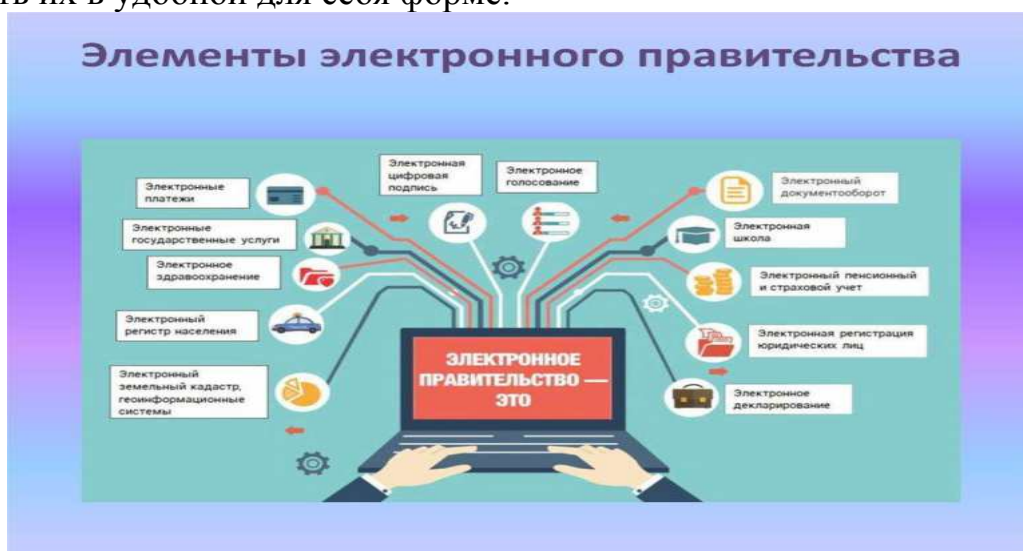 ть их в удобной для себя форме.
Элементы электронного правительства
Электронная
цифровая
подпись
Электронное
голосование
Электронные
платежи
Электронные
государственные услуги
Электронное
здравоохранение
Электронный
регистр населения
Электронный
земельный кадастр,
геоинформационные
системы
Электронный
документооборот
Электронная
школа
Электронный пенсионный
и страховой учет
Электронная регистрация
юридических лиц
Электронное
декларирование
ЭЛЕКТРОННОЕ
ПРАВИТЕЛЬСТВО —
ЭТО